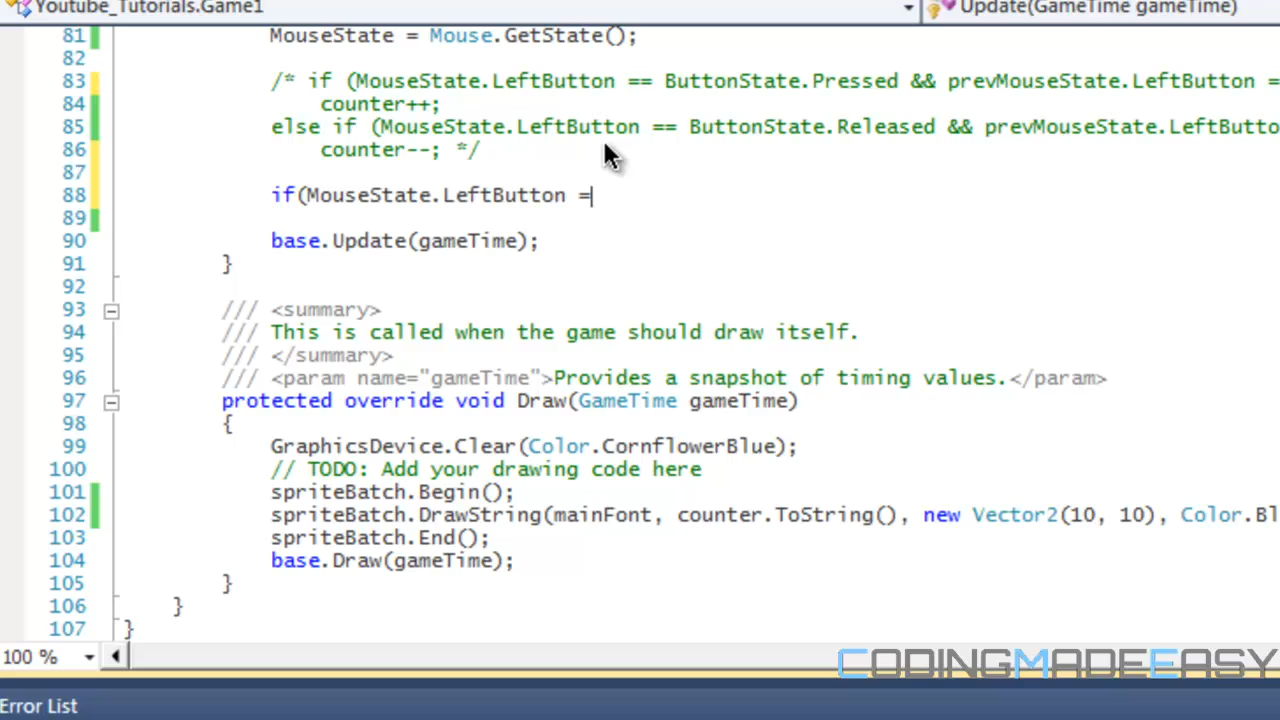 Youtube_Tutorials.Game1 Update(GameTime gameTime)
81 MouseState = Mouse.GetState();
82
83 /* if (MouseState.LeftButton == ButtonState.Pressed && prevMouseState.LeftButton =
84 counter++;
85 else if (MouseState.LeftButton == ButtonState.Released && prevMouseState.LeftButto
86 counter--; */
87
88 if(MouseState.LeftButton =
89
90 base.Update(gameTime);
91 }
92
93 /// <summary>
94 /// This is called when the game should draw itself.
95 /// </summary>
96 /// <param name="gameTime">Provides a snapshot of timing values.</param>
97 protected override void Draw(GameTime gameTime)
98 {
99 GraphicsDevice.Clear(Color.CornflowerBlue);
100 // TODO: Add your drawing code here
101 spriteBatch.Begin();
102 spriteBatch.DrawString(mainFont, counter.ToString(), new Vector2(10, 10), Color.Bl
103 spriteBatch.End();
104 base.Draw(gameTime);
105 }
106 }
107 }
100 %
CODINGMADEEASY
Error List